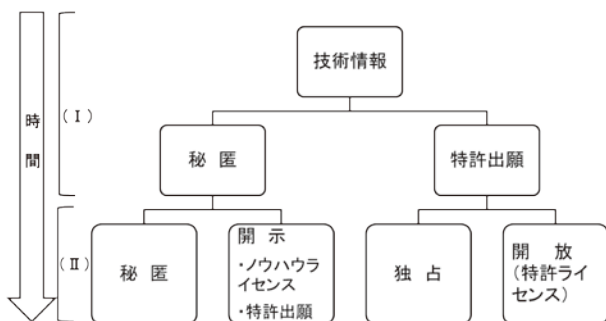 時間
(Ⅰ)
(Ⅱ)
技術情報
秘匿
特許出願
秘匿
開示
・ノウハウラ
イセンス
・特許出願
独占
開放
(特許ライ
センス)